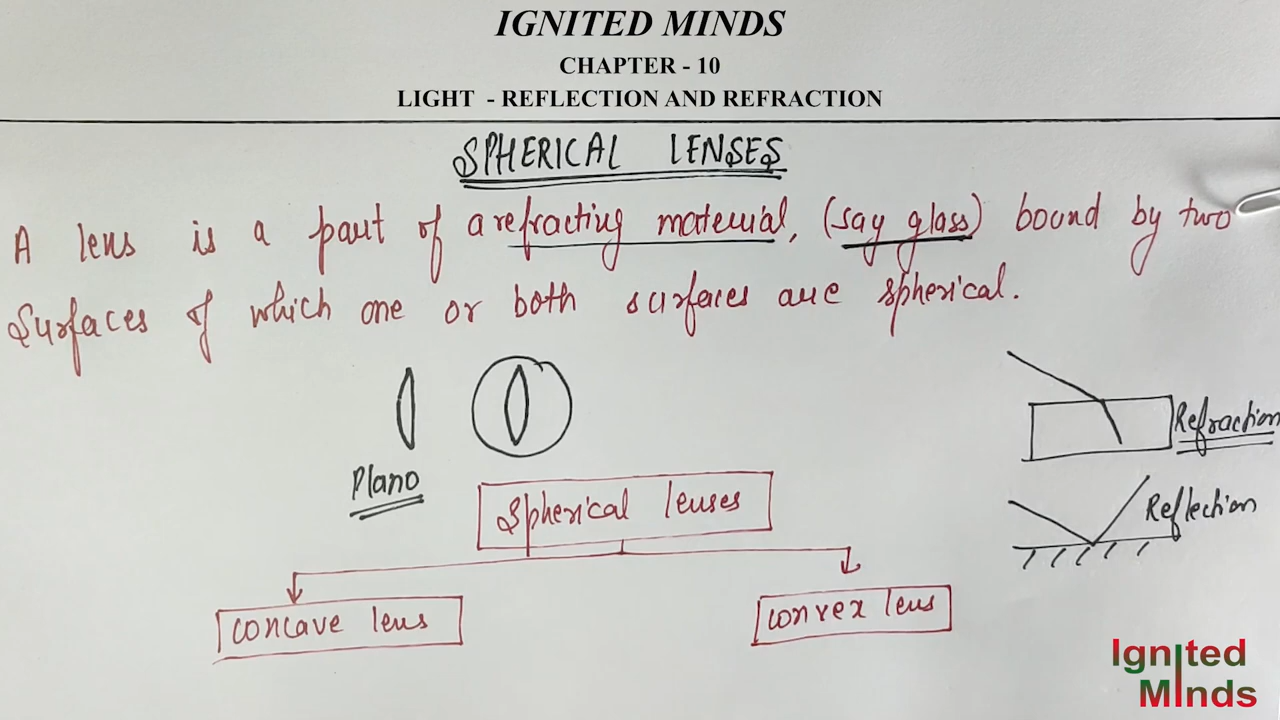 IGNITED MINDS
CHAPTER - 10
LIGHT - REFLECTION AND REFRACTION
SPHERICAL LENSES
A lens is a part of a refracting material, (say glass) bound by two
Surfaces of which one or both surfaces are spherical.
Refraction
Plano
Spherical lenses
Reflection
concave lens
convex lens
Ignited
Minds